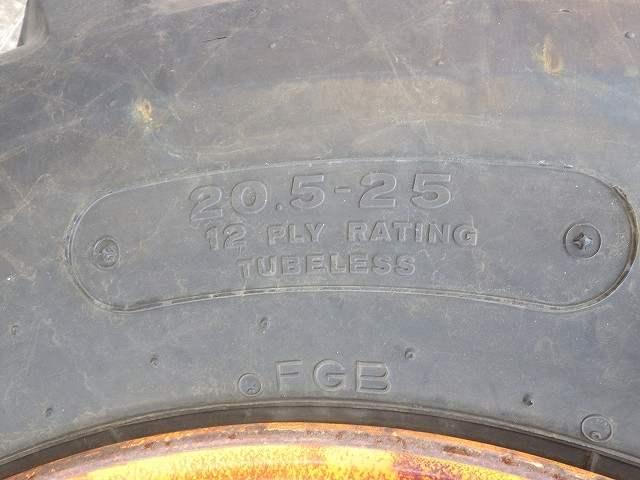 20.5-25
12 PLY RATING
TUBELESS
FGB